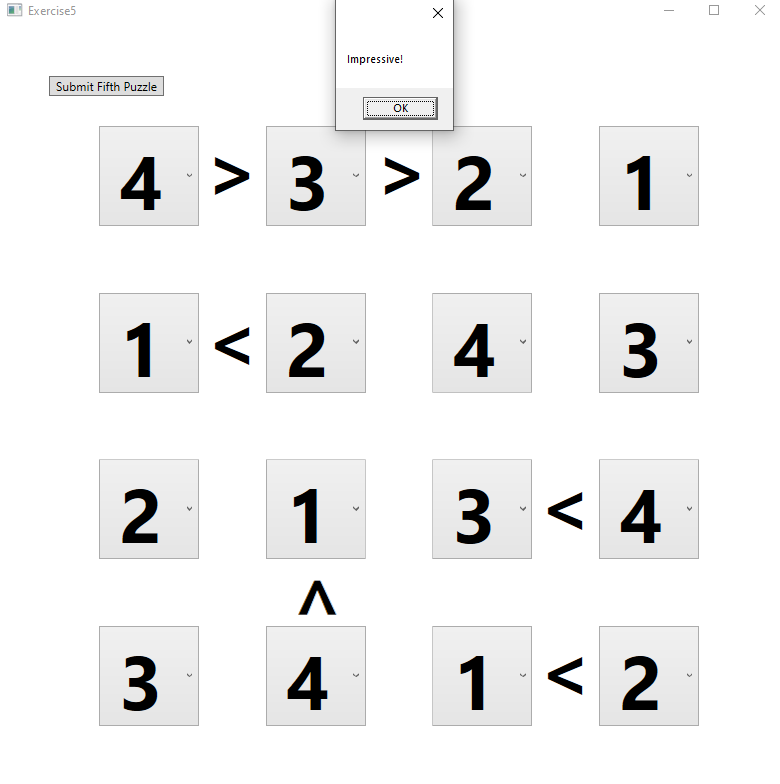 Exercise5
Impressive!
OK
Submit Fifth Puzzle
4 > 3 > 2 1
1 < 2 4 3
2 1 3 < 4
^
3 4 1 < 2